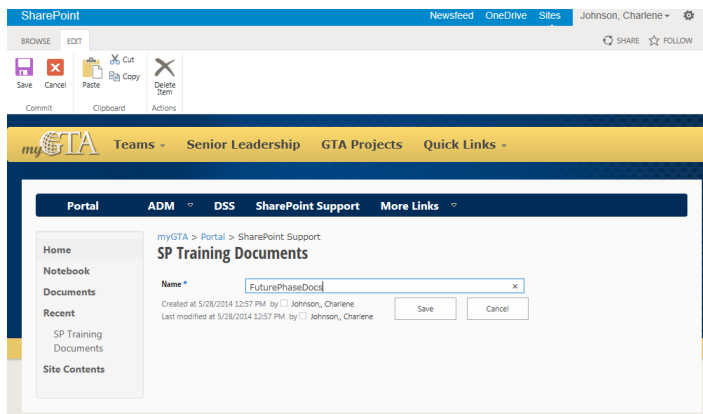 SharePoint
Newsfeed OneDrive Sites Johnson, Charlene
BROWSE EDIT SHARE FOLLOW
Save Cancel Paste Cut Copy Delete Item
Commit Clipboard Actions
myGTA Teams Senior Leadership GTA Projects Quick Links
Portal ADM DSS SharePoint Support More Links
Home
Notebook
Documents
Recent
SP Training
Documents
Site Contents
myGTA > Portal > SharePoint Support
SP Training Documents
Name * FuturePhaseDocs
Created at 5/28/2014 12:57 PM by Johnson,, Charlene
Last modified at 5/28/2014 12:57 PM by Johnson,, Charlene
Save Cancel